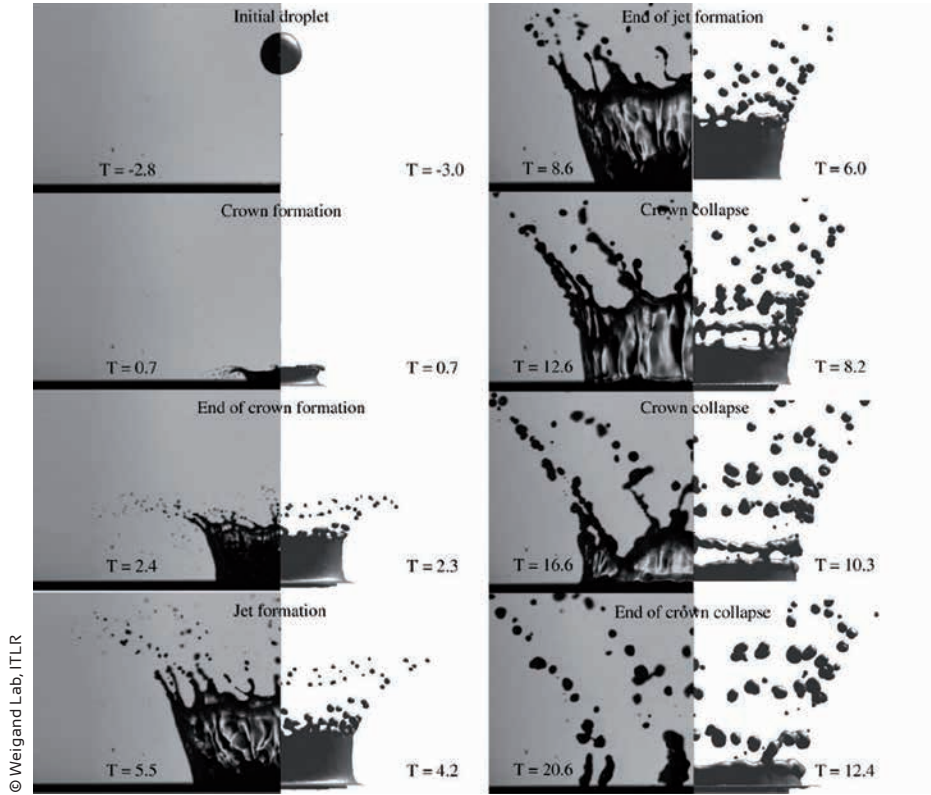 Initial droplet
T = -2.8
T = -3.0
Crown formation
T = 0.7
T = 0.7
End of crown formation
T = 2.4
T = 2.3
Jet formation
T = 5.5
T = 4.2
End of jet formation
T = 8.6
T = 6.0
Crown collapse
T = 12.6
T = 8.2
Crown collapse
T = 16.6
T = 10.3
End of crown collapse
T = 20.6
T = 12.4
© Weigand Lab, ITLR